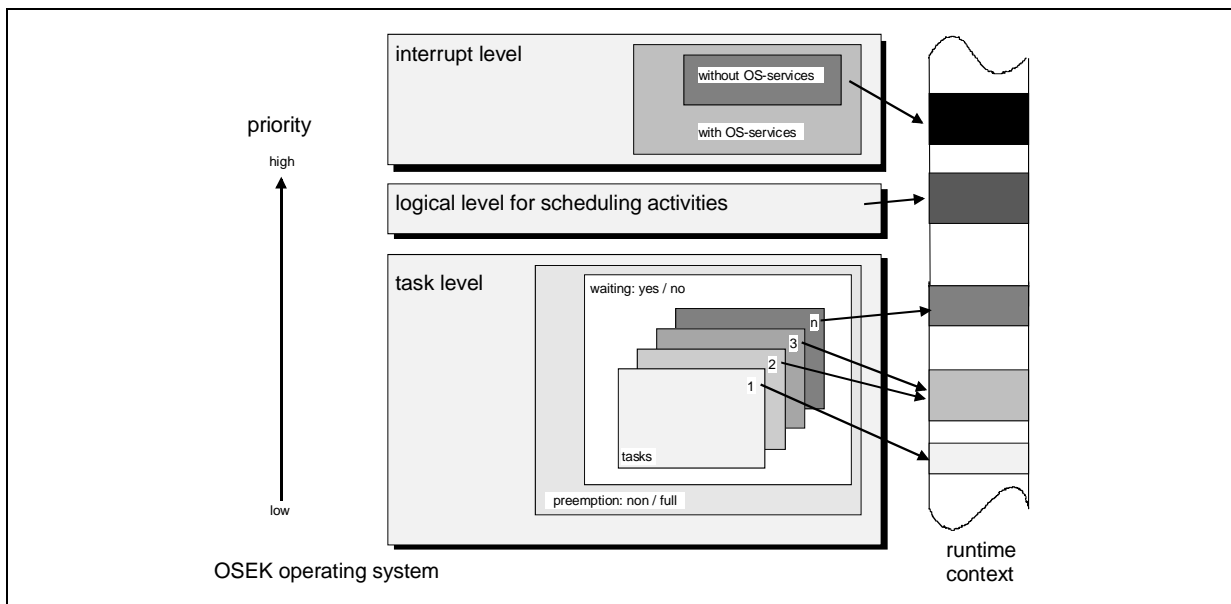 interrupt level
without OS-services
with OS-services
priority
high
logical level for scheduling activities
task level
waiting: yes / no
n
3
2
1
tasks
preemption: non / full
low
OSEK operating system
runtime
context